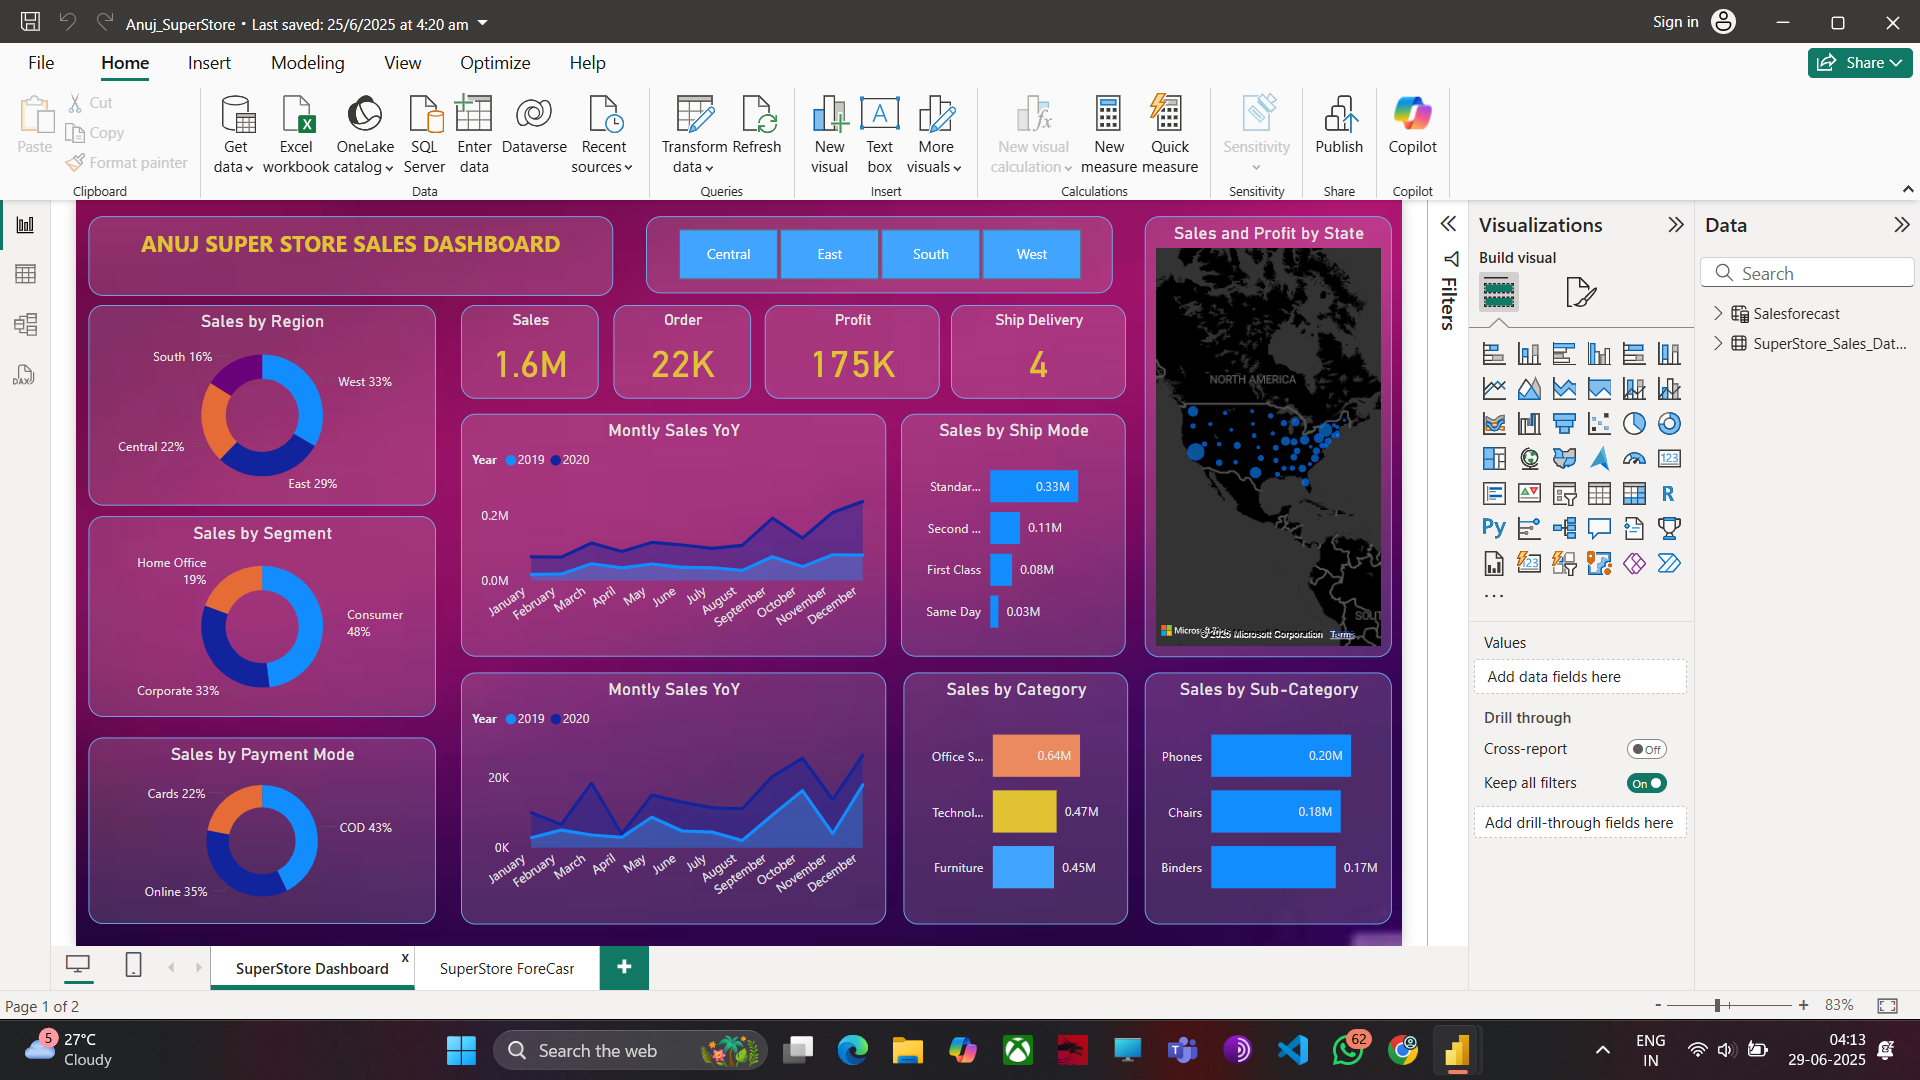 Anuj_SuperStore • Last saved: 25/6/2025 at 4:20 am
Sign in
File Home Insert Modeling View Optimize Help
Share
Paste
Cut
Copy
Format painter
Clipboard
Get data
Excel workbook
OneLake catalog
SQL Server
Enter data
Dataverse
Recent sources
Data
Transform data
Refresh
Queries
New visual
Text box
More visuals
Insert
New visual calculation
New measure
Quick measure
Calculations
Sensitivity
Sensitivity
Publish
Share
Copilot
Copilot
ANUJ SUPER STORE SALES DASHBOARD
Central East South West
Sales by Region
South 16%
West 33%
Central 22%
East 29%
Sales
1.6M
Order
22K
Profit
175K
Ship Delivery
4
Sales and Profit by State
NORTH AMERICA
SOUT
© 2025 Microsoft Corporation Terms
Montly Sales YoY
Year 2019 2020
0.2M
0.0M
January February March April May June July August September October November December
Sales by Ship Mode
Standar... 0.33M
Second ... 0.11M
First Class 0.08M
Same Day 0.03M
Sales by Segment
Home Office
19%
Consumer
48%
Corporate 33%
Sales by Payment Mode
Cards 22%
COD 43%
Online 35%
Montly Sales YoY
Year 2019 2020
20K
0K
January February March April May June July August September October November December
Sales by Category
Office S... 0.64M
Technol... 0.47M
Furniture 0.45M
Sales by Sub-Category
Phones 0.20M
Chairs 0.18M
Binders 0.17M
Filters
Visualizations
Build visual
123
R
Py
123
...
Values
Add data fields here
Drill through
Cross-report Off
Keep all filters On
Add drill-through fields here
Data
Search
Salesforecast
SuperStore_Sales_Dat...
DAX
SuperStore Dashboard x
SuperStore ForeCasr
+
Page 1 of 2
- + 83%
5
27°C
Cloudy
Search the web
62
ENG
IN
04:13
29-06-2025